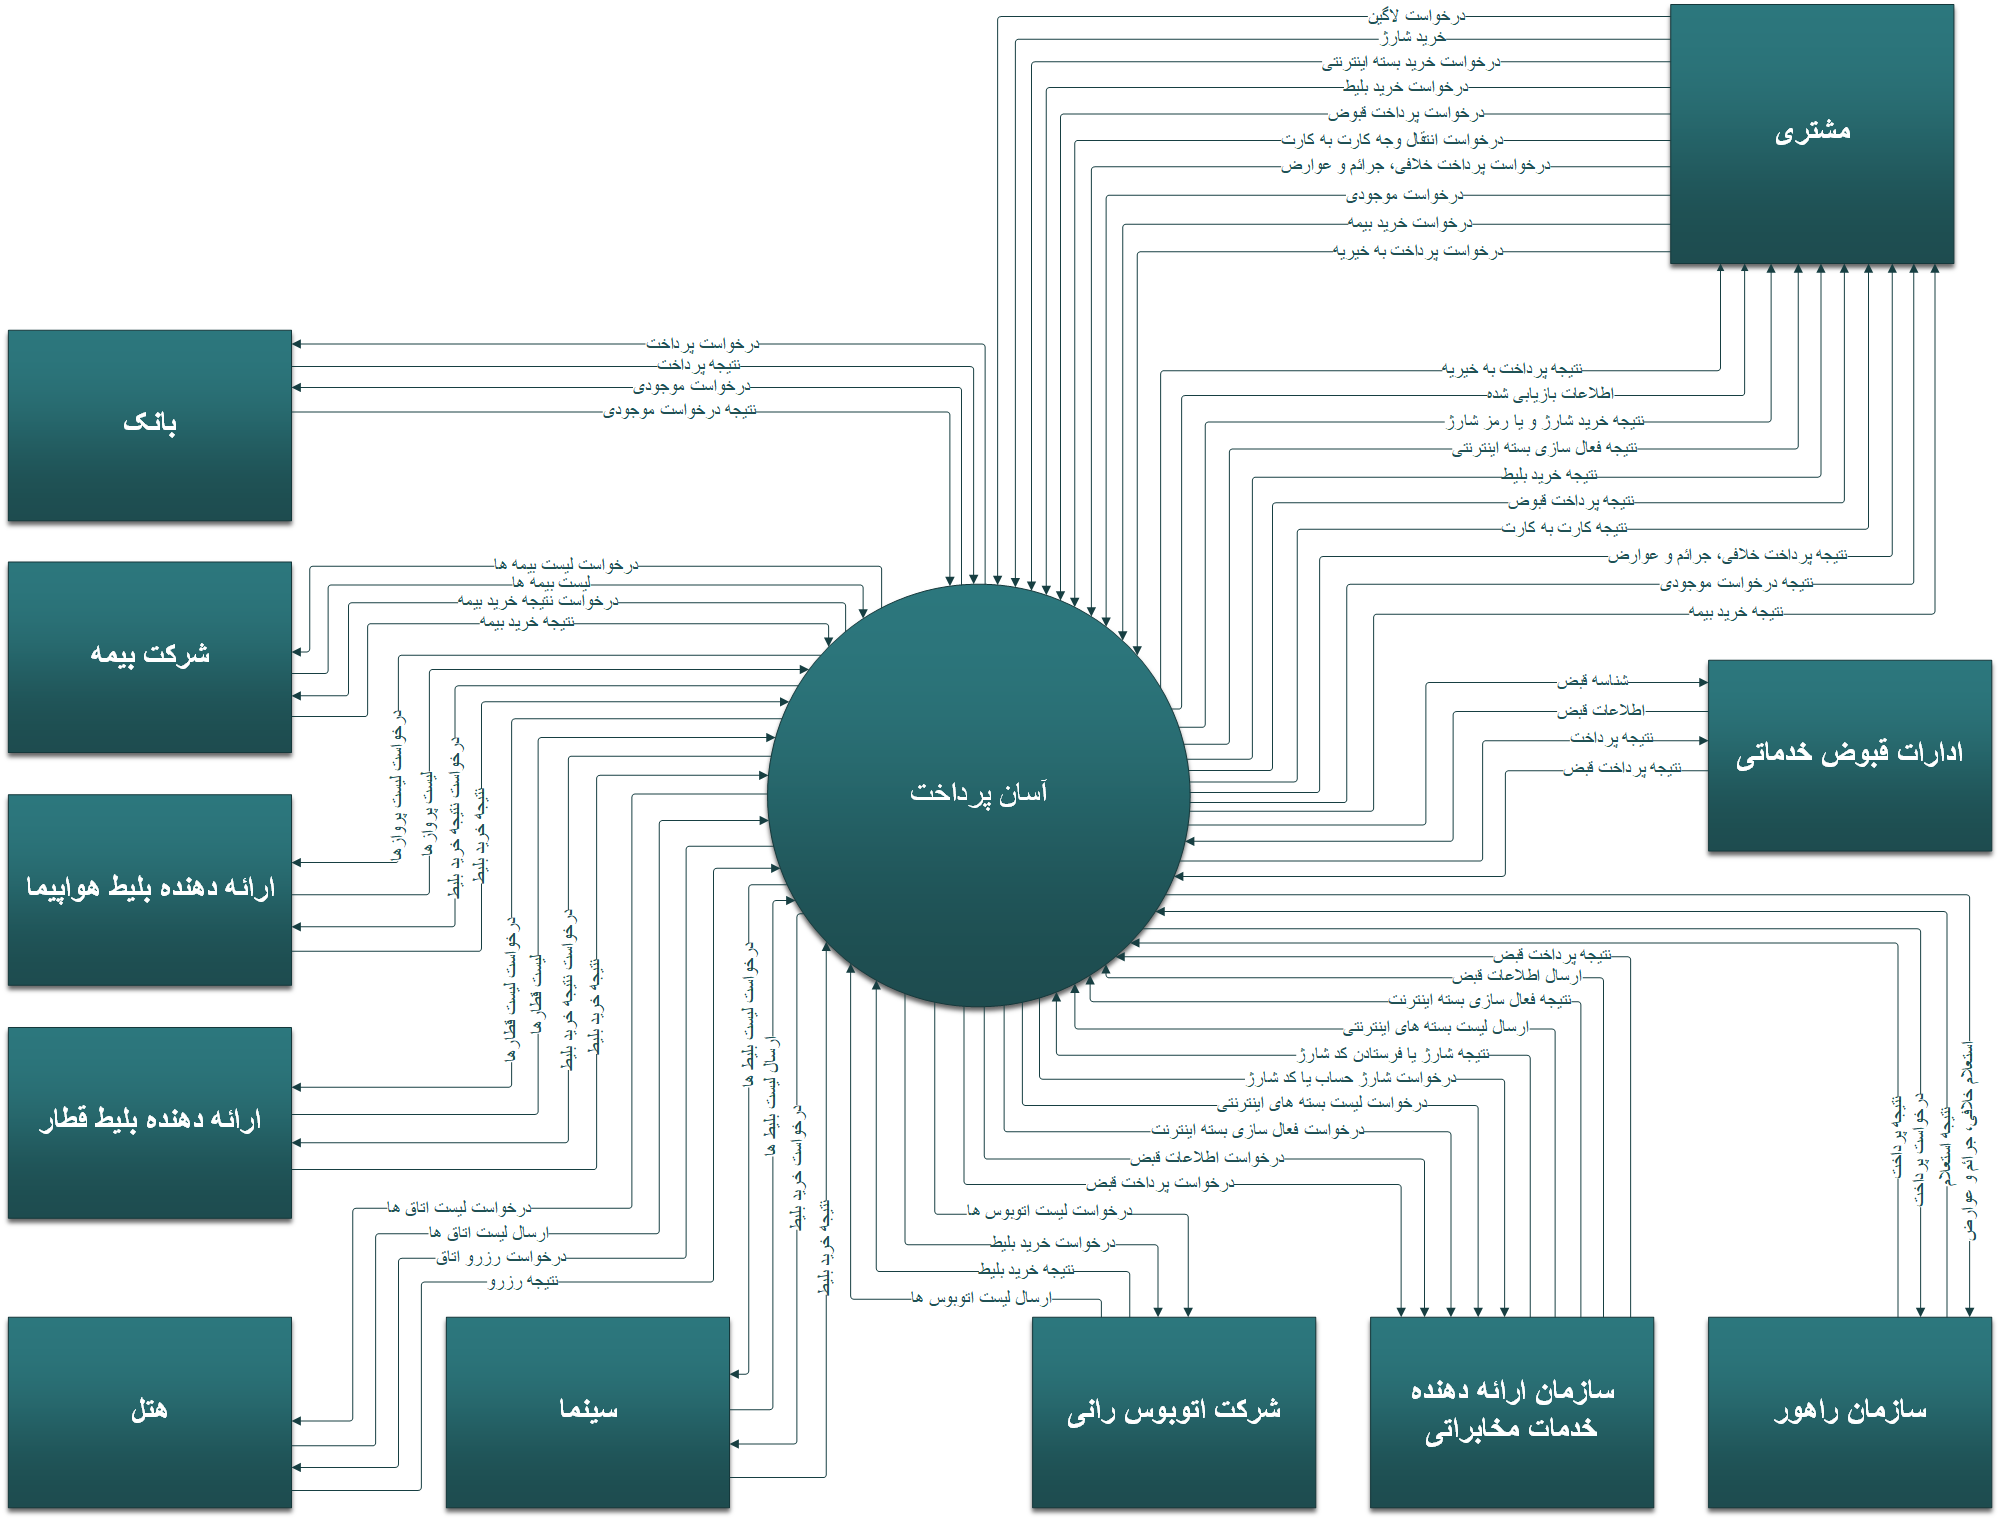 درخواست لاگین
خرید شارژ
درخواست خرید بسته اینترنتی
درخواست خرید بلیط
درخواست پرداخت قبوض
درخواست انتقال وجه کارت به کارت
درخواست پرداخت خلافی، جرائم و عوارض
درخواست موجودی
درخواست خرید بیمه
درخواست پرداخت به خیریه
مشتری
نتیجه پرداخت به خیریه
اطلاعات بازیابی شده
نتیجه خرید شارژ و یا رمز شارژ
نتیجه فعال سازی بسته اینترنتی
نتیجه خرید بلیط
نتیجه پرداخت قبوض
نتیجه کارت به کارت
نتیجه پرداخت خلافی، جرائم و عوارض
نتیجه درخواست موجودی
نتیجه خرید بیمه
درخواست پرداخت
نتیجه پرداخت
درخواست موجودی
نتیجه درخواست موجودی
بانک
درخواست لیست بیمه ها
لیست بیمه ها
درخواست نتیجه خرید بیمه
نتیجه خرید بیمه
شرکت بیمه
شناسه قبض
اطلاعات قبض
نتیجه پرداخت
نتیجه پرداخت قبض
ادارات قبوض خدماتی
آسان پرداخت
درخواست لیست پروازها
لیست پروازها
درخواست نتیجه خرید بلیط
نتیجه خرید بلیط
ارائه دهنده بلیط هواپیما
درخواست لیست قطارها
لیست قطارها
درخواست نتیجه خرید بلیط
نتیجه خرید بلیط
ارائه دهنده بلیط قطار
درخواست لیست اتاق ها
ارسال لیست اتاق ها
درخواست رزرو اتاق
نتیجه رزرو
هتل
درخواست لیست بلیط ها
ارسال لیست بلیط ها
درخواست خرید بلیط
نتیجه خرید بلیط
سینما
درخواست لیست اتوبوس ها
درخواست خرید بلیط
نتیجه خرید بلیط
ارسال لیست اتوبوس ها
شرکت اتوبوس رانی
نتیجه پرداخت قبض
ارسال اطلاعات قبض
نتیجه فعال سازی بسته اینترنت
ارسال لیست بسته های اینترنتی
نتیجه شارژ یا فرستادن کد شارژ
درخواست شارژ حساب یا کد شارژ
درخواست لیست بسته های اینترنتی
درخواست فعال سازی بسته اینترنت
درخواست اطلاعات قبض
درخواست پرداخت قبض
سازمان ارائه دهنده
خدمات مخابراتی
نتیجه پرداخت
درخواست پرداخت
نتیجه استعلام
استعلام خلافی، جرائم و عوارض
سازمان راهور